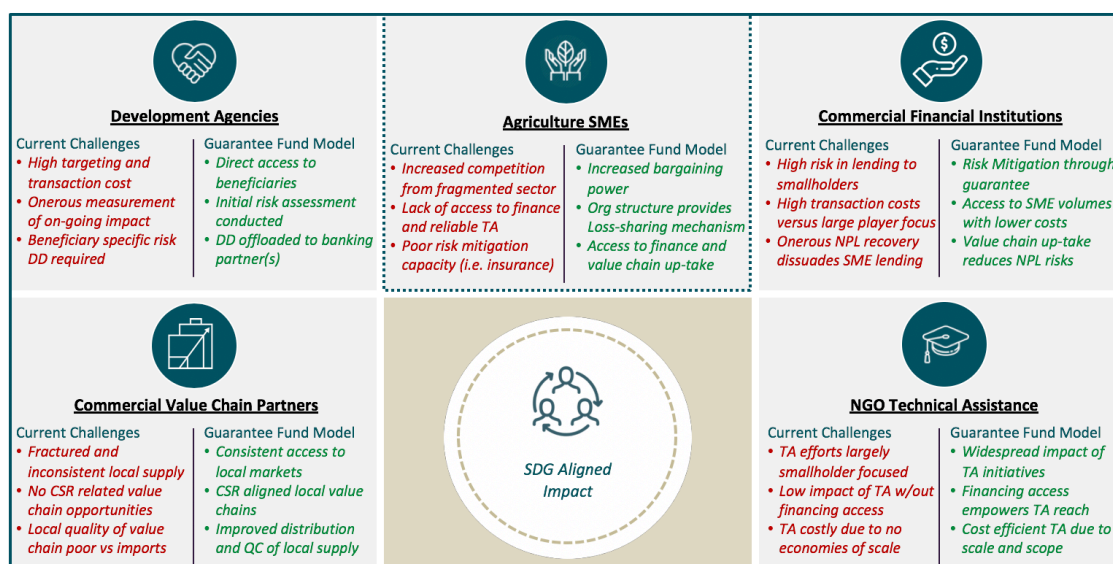 Development Agencies
Current Challenges
• High targeting and
transaction cost
• Onerous measurement
of on-going impact
• Beneficiary specific risk
DD required
Guarantee Fund Model
• Direct access to
beneficiaries
• Initial risk assessment
conducted
• DD offloaded to banking
partner(s)
Agriculture SMEs
Current Challenges
• Increased competition
from fragmented sector
• Lack of access to finance
and reliable TA
• Poor risk mitigation
capacity (i.e. insurance)
Guarantee Fund Model
• Increased bargaining
power
• Org structure provides
Loss-sharing mechanism
• Access to finance and
value chain up-take
$
Commercial Financial Institutions
Current Challenges
• High risk in lending to
smallholders
• High transaction costs
versus large player focus
• Onerous NPL recovery
dissuades SME lending
Guarantee Fund Model
• Risk Mitigation through
guarantee
• Access to SME volumes
with lower costs
• Value chain up-take
reduces NPL risks
Commercial Value Chain Partners
Current Challenges
• Fractured and
inconsistent local supply
• No CSR related value
chain opportunities
• Local quality of value
chain poor vs imports
Guarantee Fund Model
• Consistent access to
local markets
• CSR aligned local value
chains
• Improved distribution
and QC of local supply
SDG Aligned
Impact
NGO Technical Assistance
Current Challenges
• TA efforts largely
smallholder focused
• Low impact of TA w/out
financing access
• TA costly due to no
economies of scale
Guarantee Fund Model
• Widespread impact of
TA initiatives
• Financing access
empowers TA reach
• Cost efficient TA due to
scale and scope